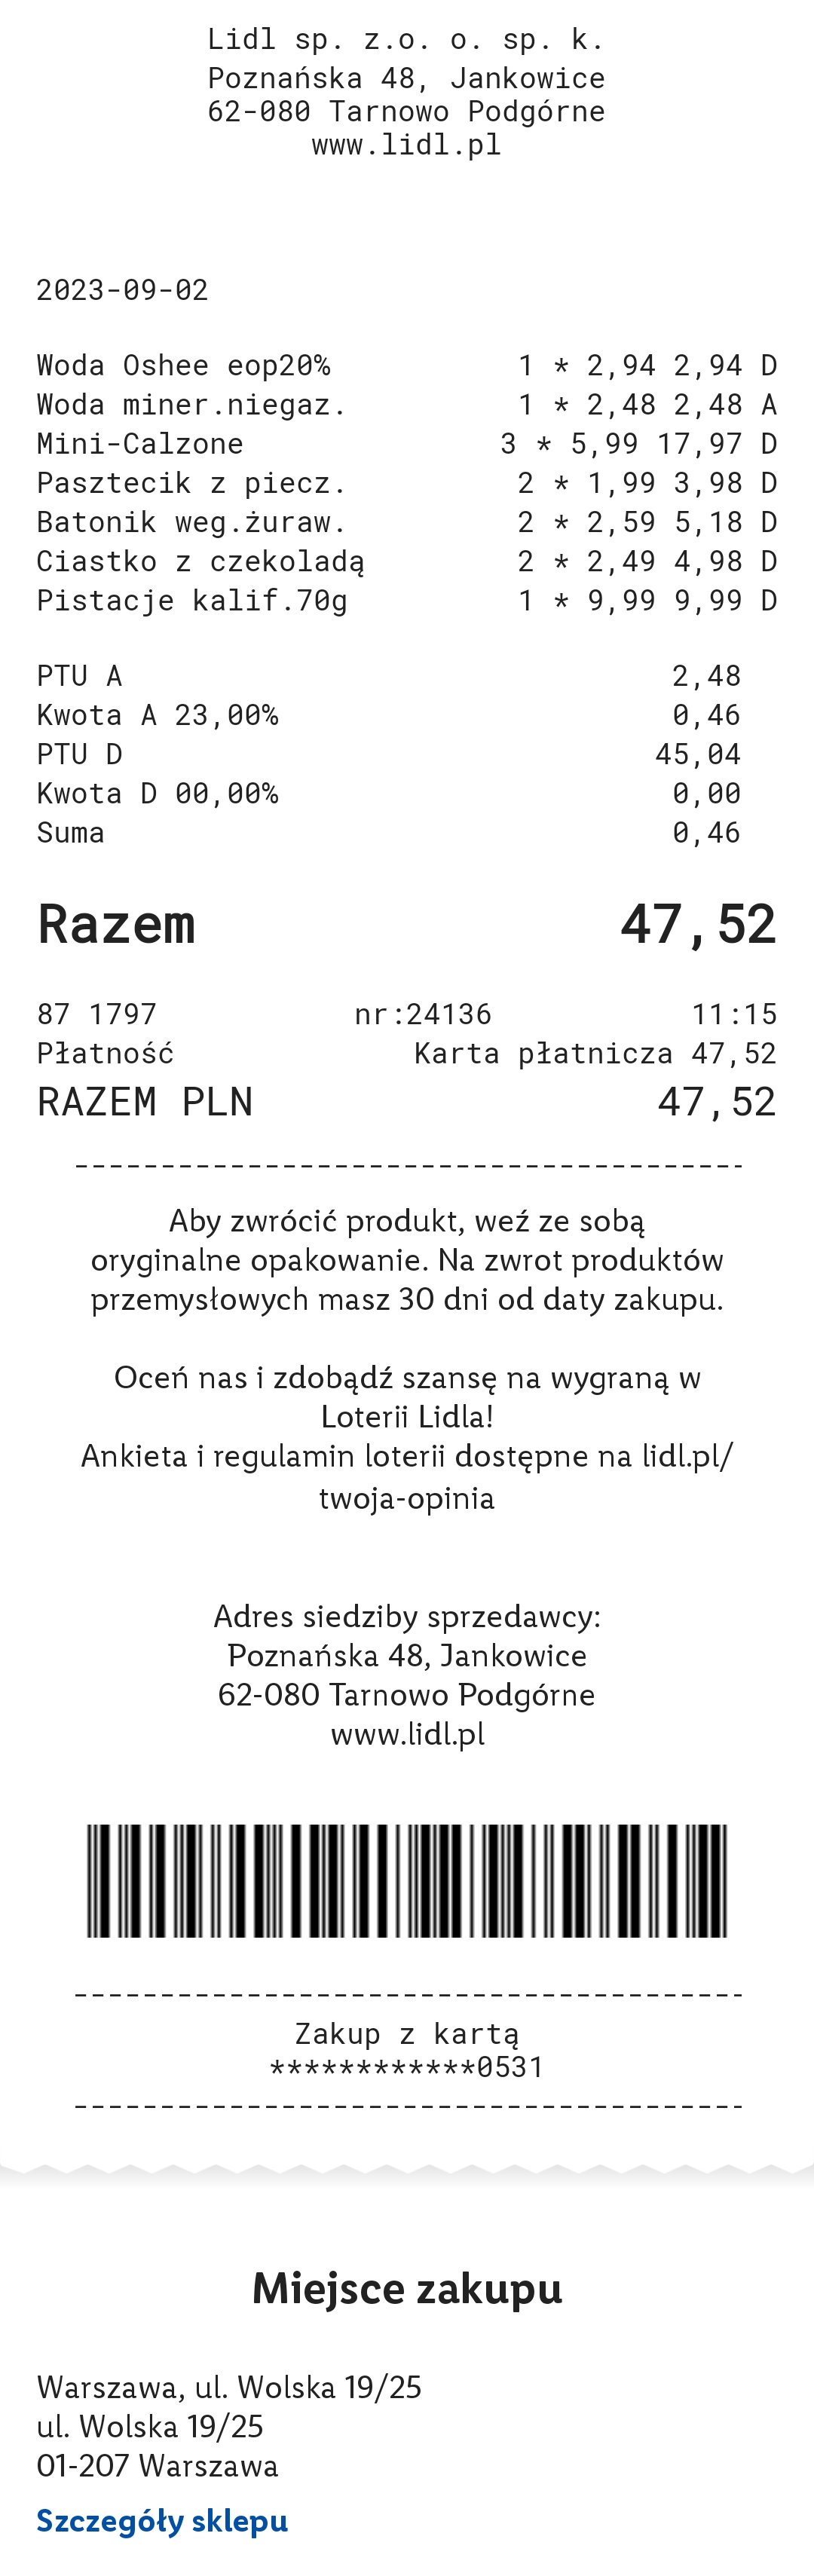 Lidl sp. z.o. o. sp. k.
Poznańska 48, Jankowice
62-080 Tarnowo Podgórne
www.lidl.pl
2023-09-02
Woda Oshee eop20% 1 * 2,94 2,94 D
Woda miner.niegaz. 1 * 2,48 2,48 A
Mini-Calzone 3 * 5,99 17,97 D
Pasztecik z piecz. 2 * 1,99 3,98 D
Batonik weg.żuraw. 2 * 2,59 5,18 D
Ciastko z czekoladą 2 * 2,49 4,98 D
Pistacje kalif.70g 1 * 9,99 9,99 D
PTU A 2,48
Kwota A 23,00% 0,46
PTU D 45,04
Kwota D 00,00% 0,00
Suma 0,46
Razem 47,52
87 1797 nr:24136 11:15
Płatność Karta płatnicza 47,52
RAZEM PLN 47,52
Aby zwrócić produkt, weź ze sobą
oryginalne opakowanie. Na zwrot produktów
przemysłowych masz 30 dni od daty zakupu.
Oceń nas i zdobądź szansę na wygraną w
Loterii Lidla!
Ankieta i regulamin loterii dostępne na lidl.pl/
twoja-opinia
Adres siedziby sprzedawcy:
Poznańska 48, Jankowice
62-080 Tarnowo Podgórne
www.lidl.pl
Zakup z kartą
************0531
Miejsce zakupu
Warszawa, ul. Wolska 19/25
ul. Wolska 19/25
01-207 Warszawa
Szczegóły sklepu